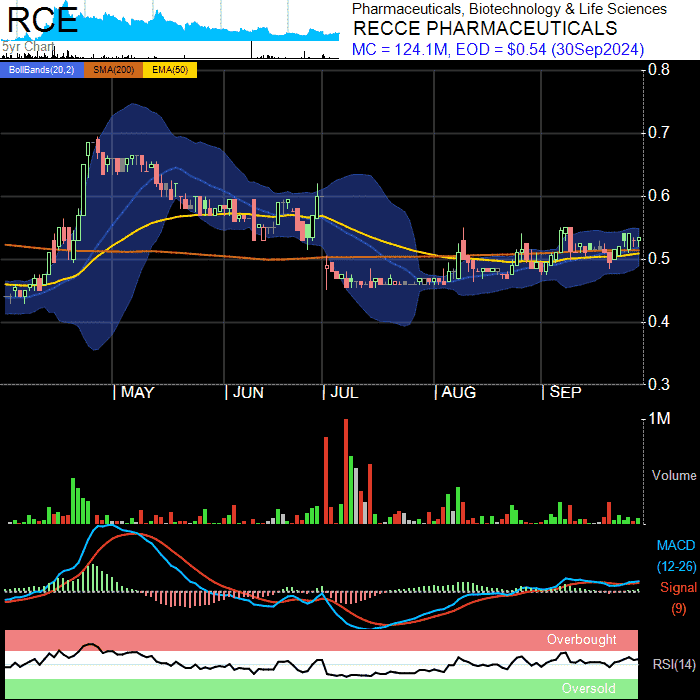 RCE
5yr Chart
Pharmaceuticals, Biotechnology & Life Sciences
RECCE PHARMACEUTICALS
MC = 124.1M, EOD = $0.54 (30Sep2024)
BollBands(20,2) SMA(200) EMA(50)
0.8
0.7
0.6
0.5
0.4
0.3
MAY JUN JUL AUG SEP
1M
Volume
MACD
(12-26)
Signal
(9)
Overbought
RSI(14)
Oversold